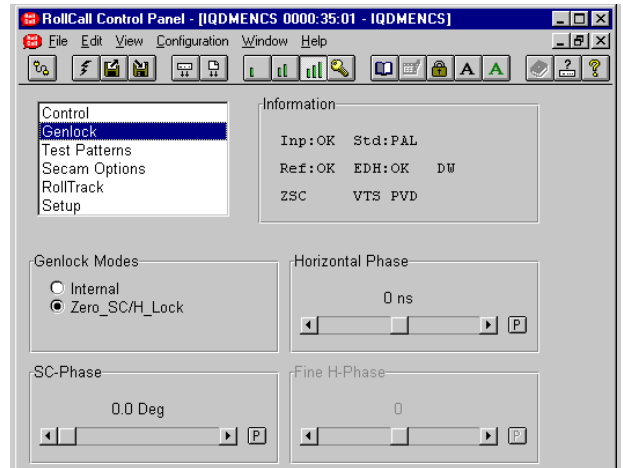 RollCall Control Panel - [IQDMENCS 0000:35:01 - IQDMENCS]
File Edit View Configuration Window Help
A A
Control
Genlock
Test Patterns
Secam Options
RollTrack
Setup
Information
Inp:OK Std:PAL
Ref:OK EDH:OK DW
ZSC VTS PVD
Genlock Modes
Internal
Zero_SC/H_Lock
Horizontal Phase
0 ns
P
SC-Phase
0.0 Deg
P
Fine H-Phase
0
P